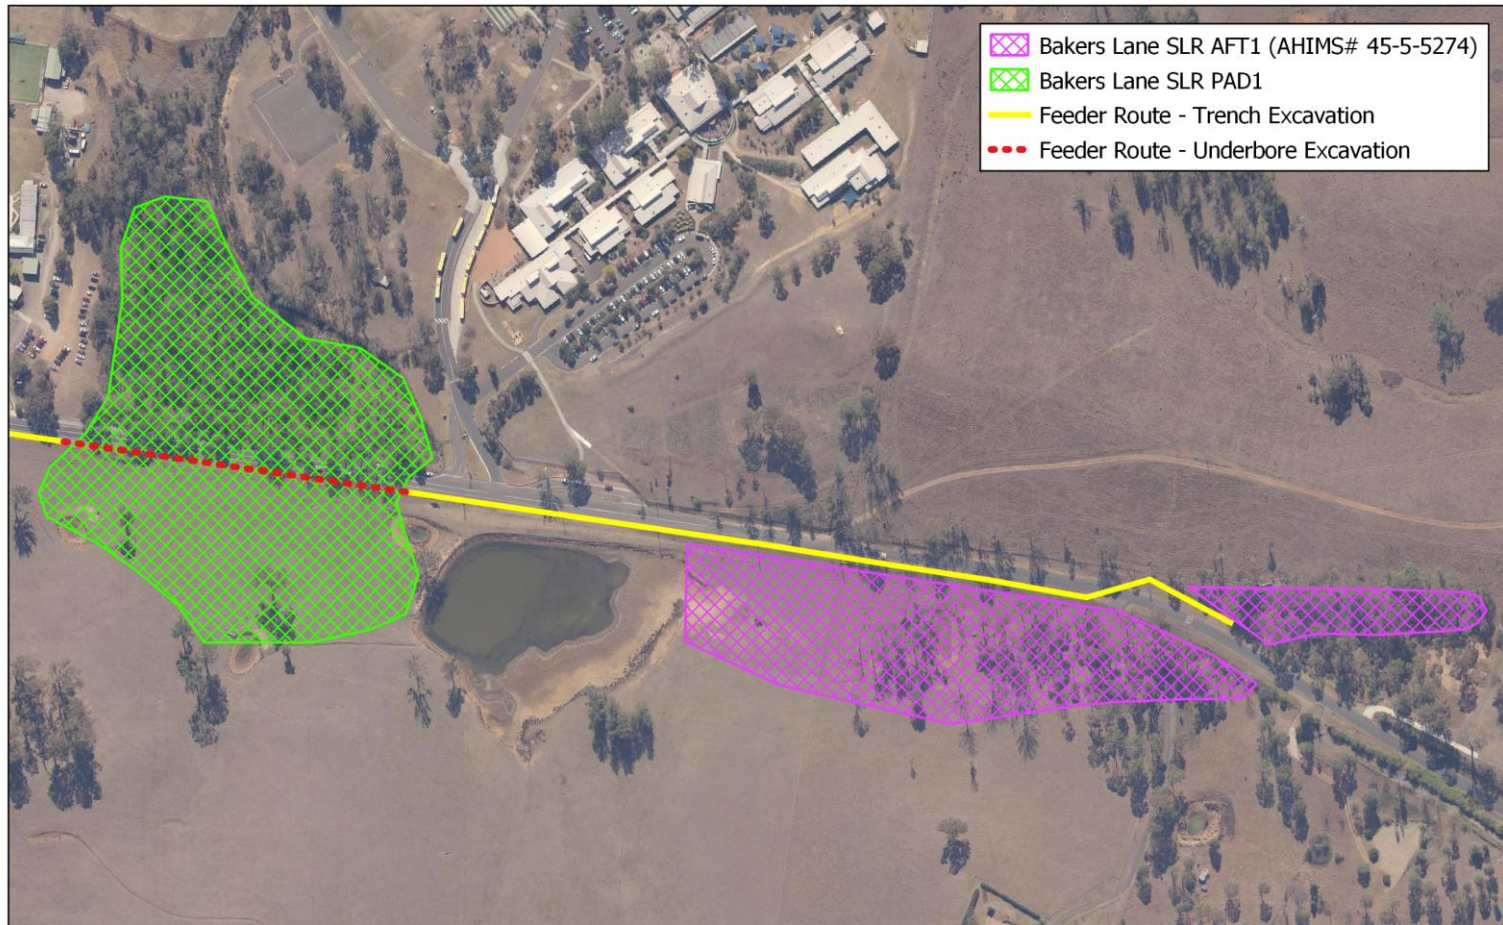 Bakers Lane SLR AFT1 (AHIMS# 45-5-5274)
Bakers Lane SLR PAD1
Feeder Route - Trench Excavation
Feeder Route - Underbore Excavation